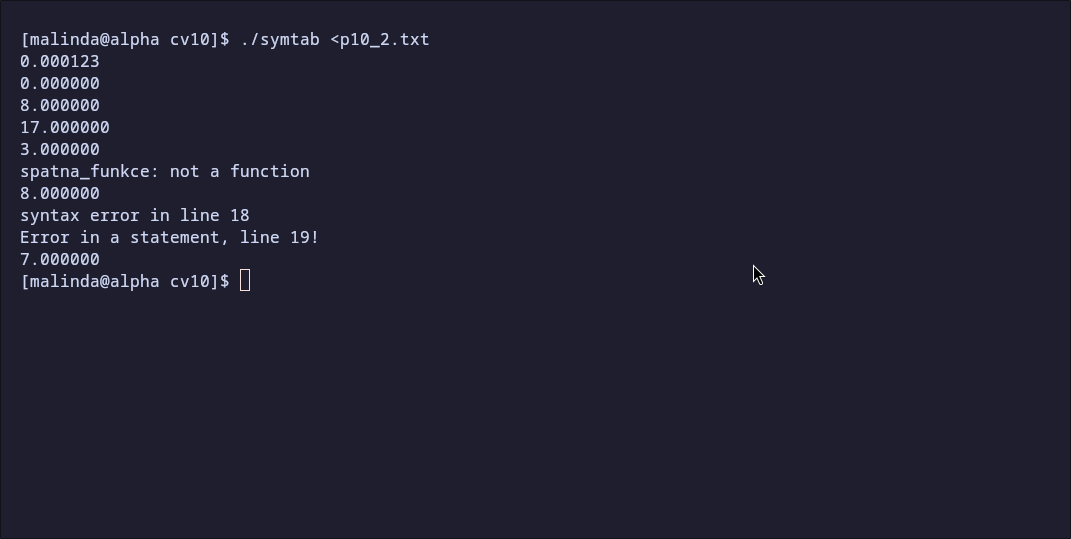 [malinda@alpha cv10]$ ./symtab <p10_2.txt
0.000123
0.000000
8.000000
17.000000
3.000000
spatna_funkce: not a function
8.000000
syntax error in line 18
Error in a statement, line 19!
7.000000
[malinda@alpha cv10]$